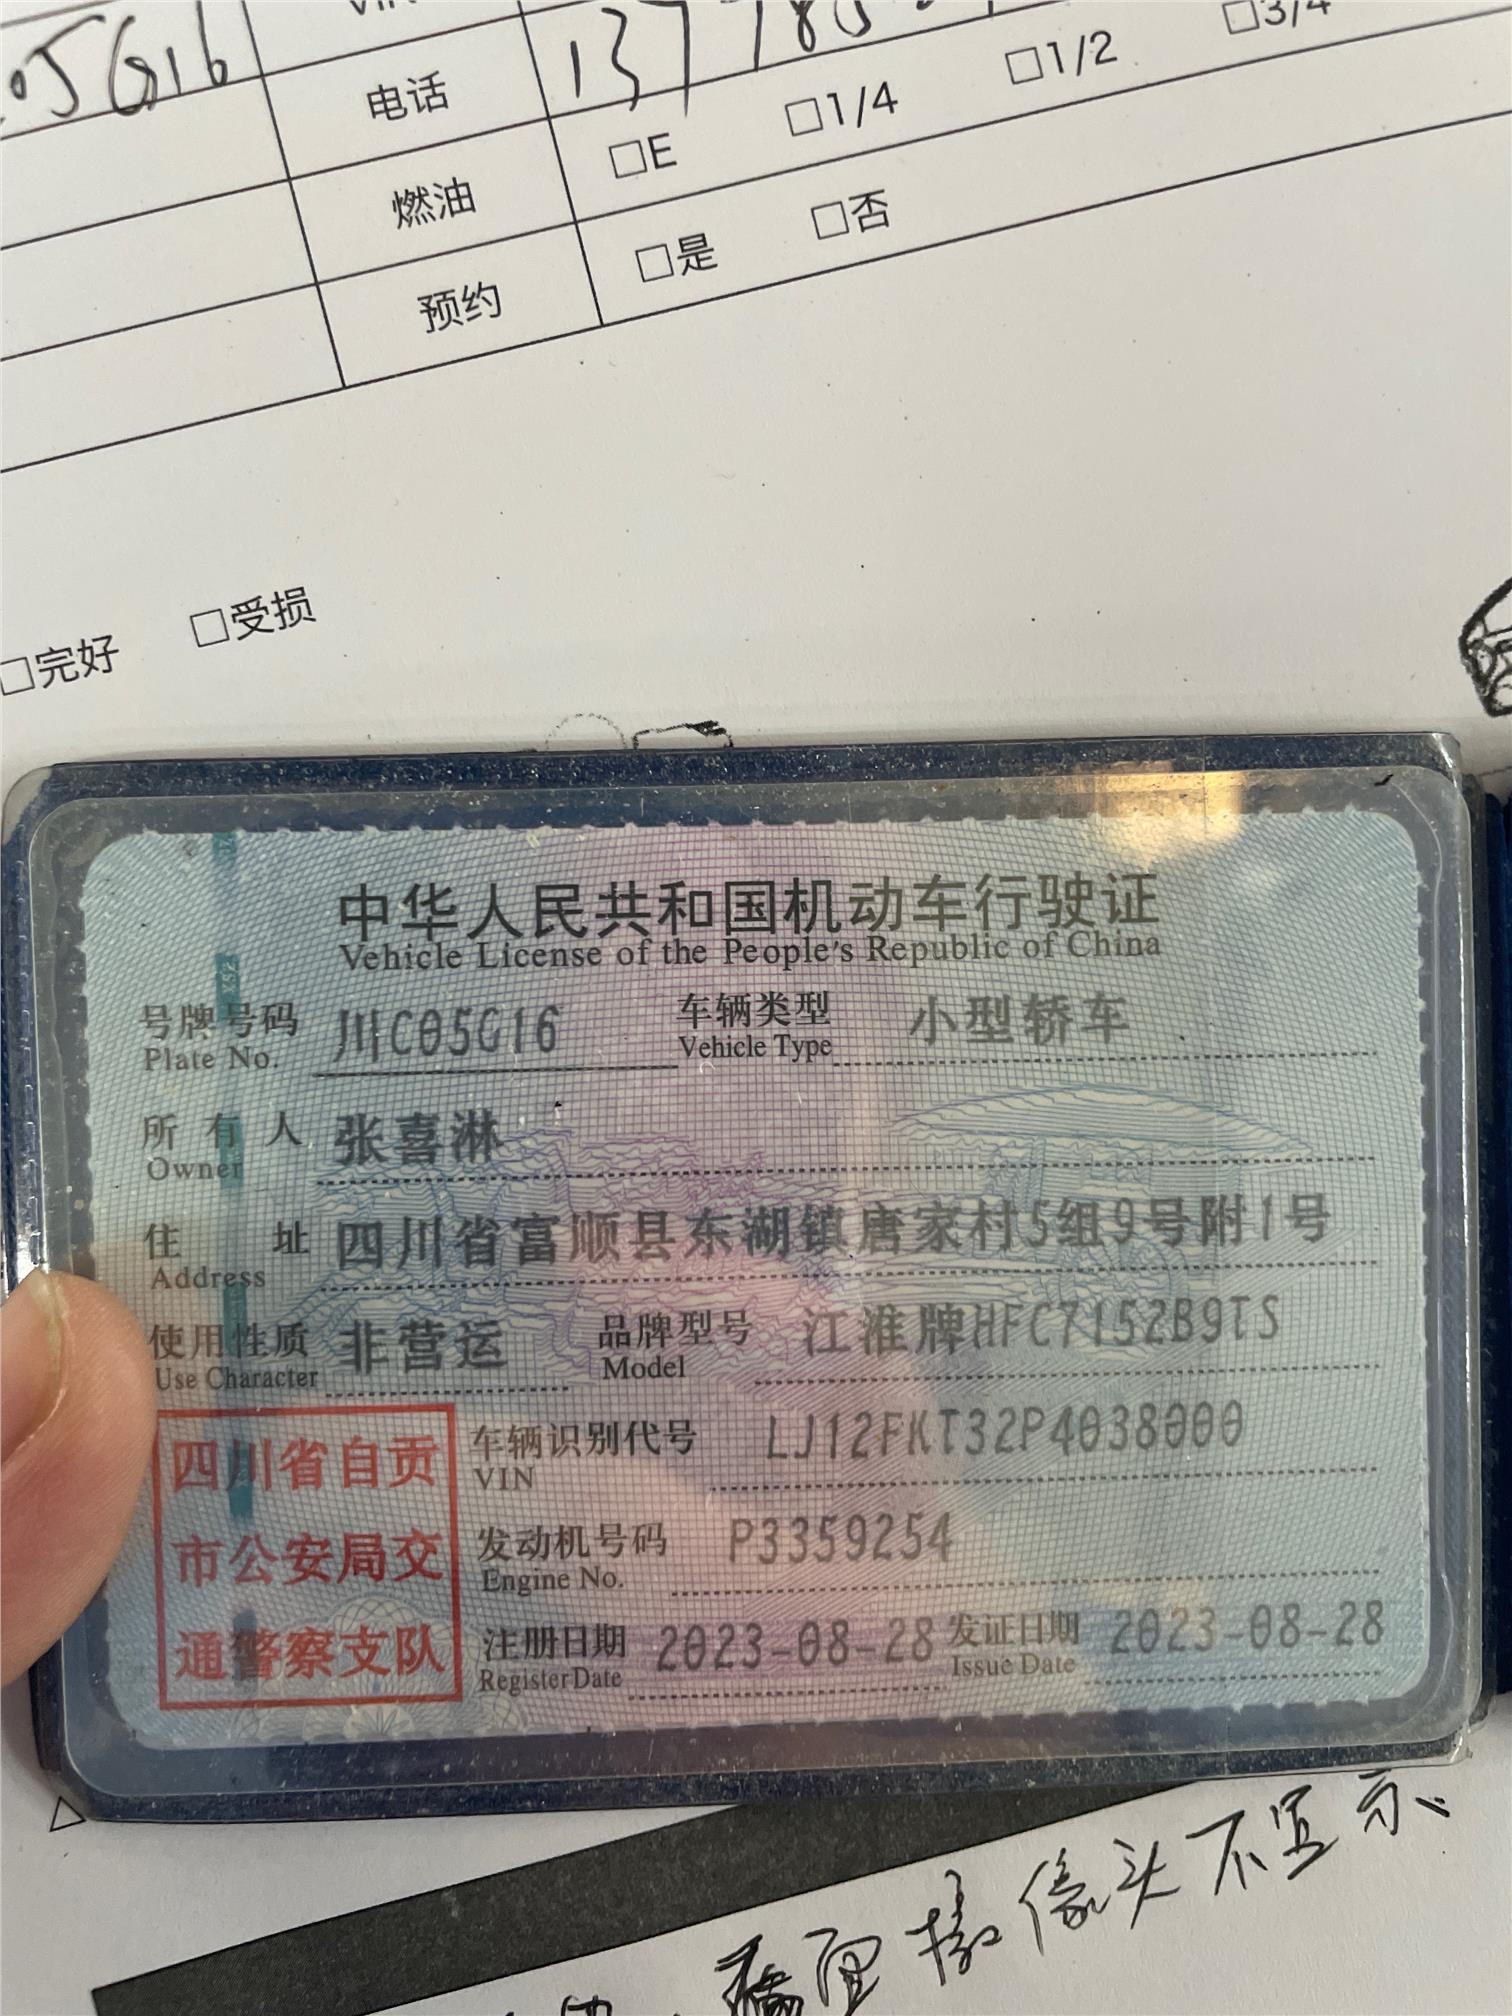 电话
137
燃油
□E □1/4 □1/2 □3/4
预约
□是 □否
□完好 □受损
中华人民共和国机动车行驶证
Vehicle License of the People's Republic of China
号牌号码 川C05G16 车辆类型 小型轿车
Plate No. Vehicle Type
所有人 张喜淋
Owner
住址 四川省富顺县东湖镇唐家村5组9号附1号
Address
使用性质 非营运 品牌型号 江淮牌HFC7152B9TS
Use Character Model
四川省自贡
市公安局交
通警察支队
车辆识别代号 LJ12FKT32P4038000
VIN
发动机号码 P3359254
Engine No.
注册日期 2023-08-28 发证日期 2023-08-28
Register Date Issue Date
像头不显示